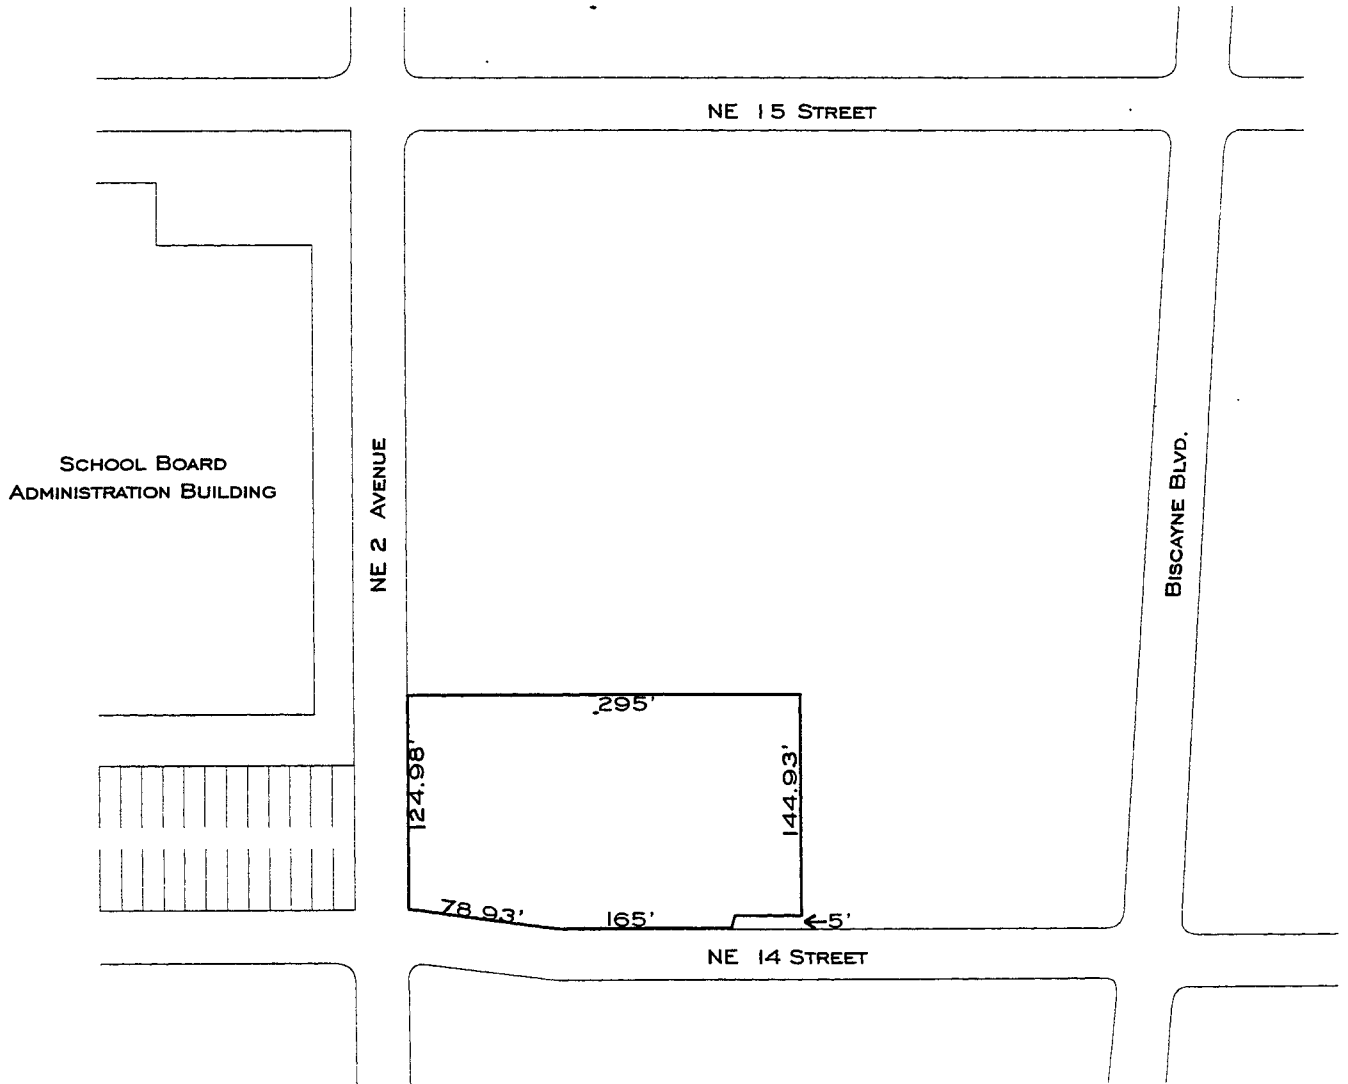 NE 15 STREET
SCHOOL BOARD
ADMINISTRATION BUILDING
NE 2 AVENUE
BISCAYNE BLVD.
295'
124.98'
144.93'
78.93'
165'
5'
NE 14 STREET